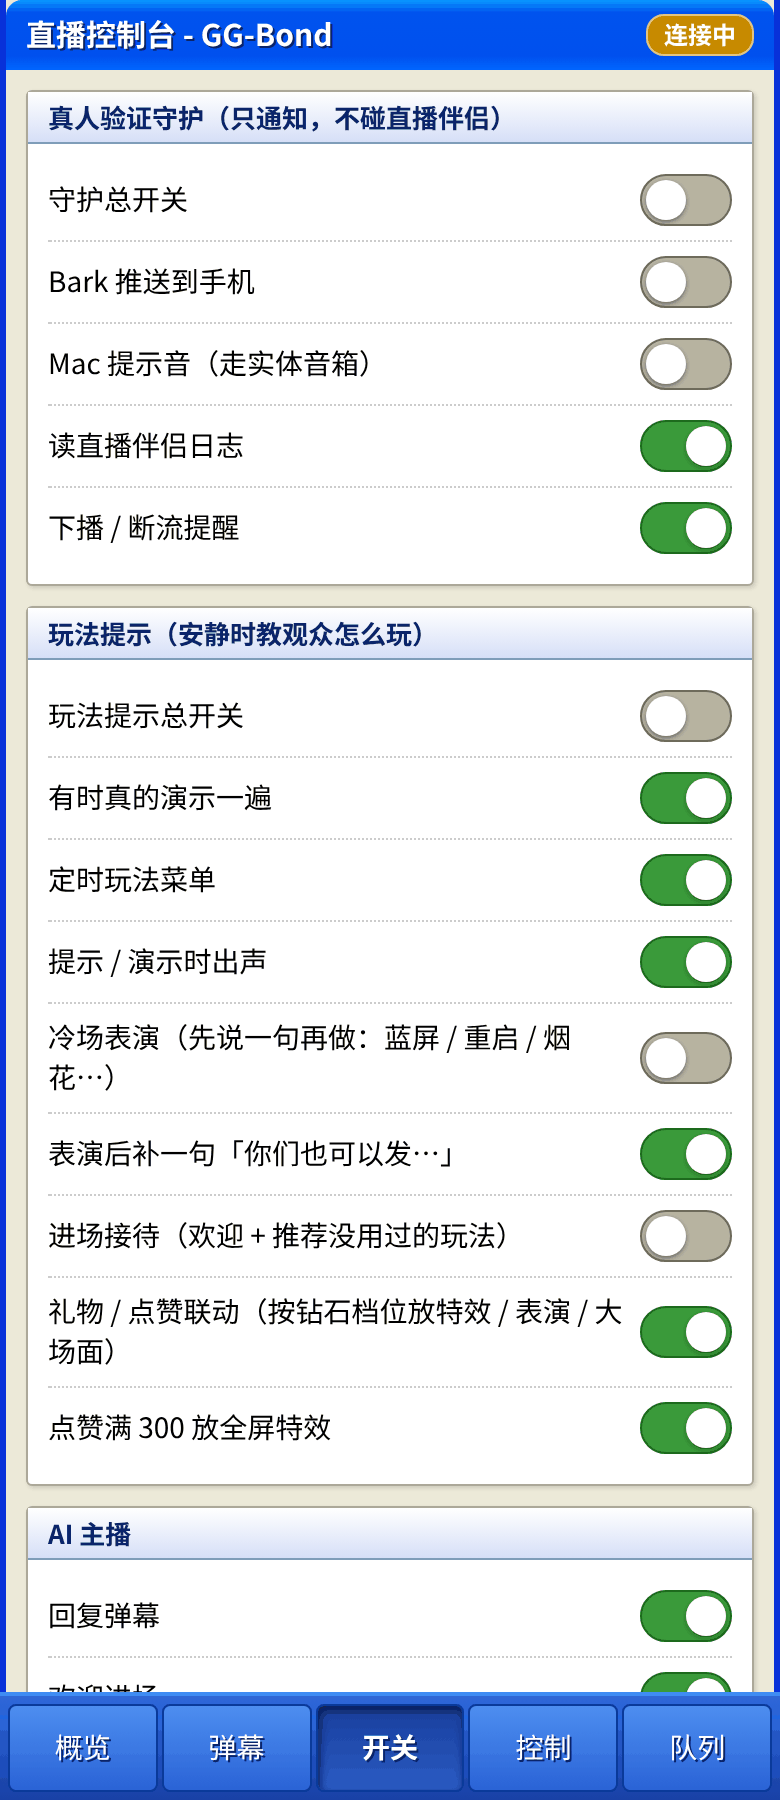 直播控制台 - GG-Bond
连接中
真人验证守护（只通知，不碰直播伴侣）
守护总开关
Bark 推送到手机
Mac 提示音（走实体音箱）
读直播伴侣日志
下播 / 断流提醒
玩法提示（安静时教观众怎么玩）
玩法提示总开关
有时真的演示一遍
定时玩法菜单
提示 / 演示时出声
冷场表演（先说一句再做：蓝屏 / 重启 / 烟
花…）
表演后补一句「你们也可以发…」
进场接待（欢迎 + 推荐没用过的玩法）
礼物 / 点赞联动（按钻石档位放特效 / 表演 / 大
场面）
点赞满 300 放全屏特效
AI 主播
回复弹幕
欢迎进场
概览
弹幕
开关
控制
队列